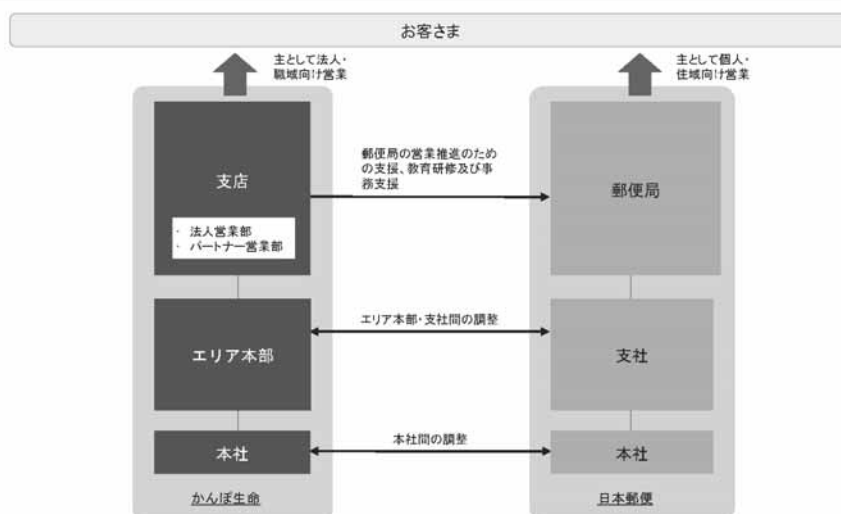 お客さま
主として法人・
職域向け営業
主として個人・
住域向け営業
支店
・ 法人営業部
・ パートナー営業部
郵便局の営業推進のため
の支援、教育研修及び事
務支援
郵便局
エリア本部
エリア本部・支社間の調整
支社
本社
本社間の調整
本社
かんぽ生命
日本郵便